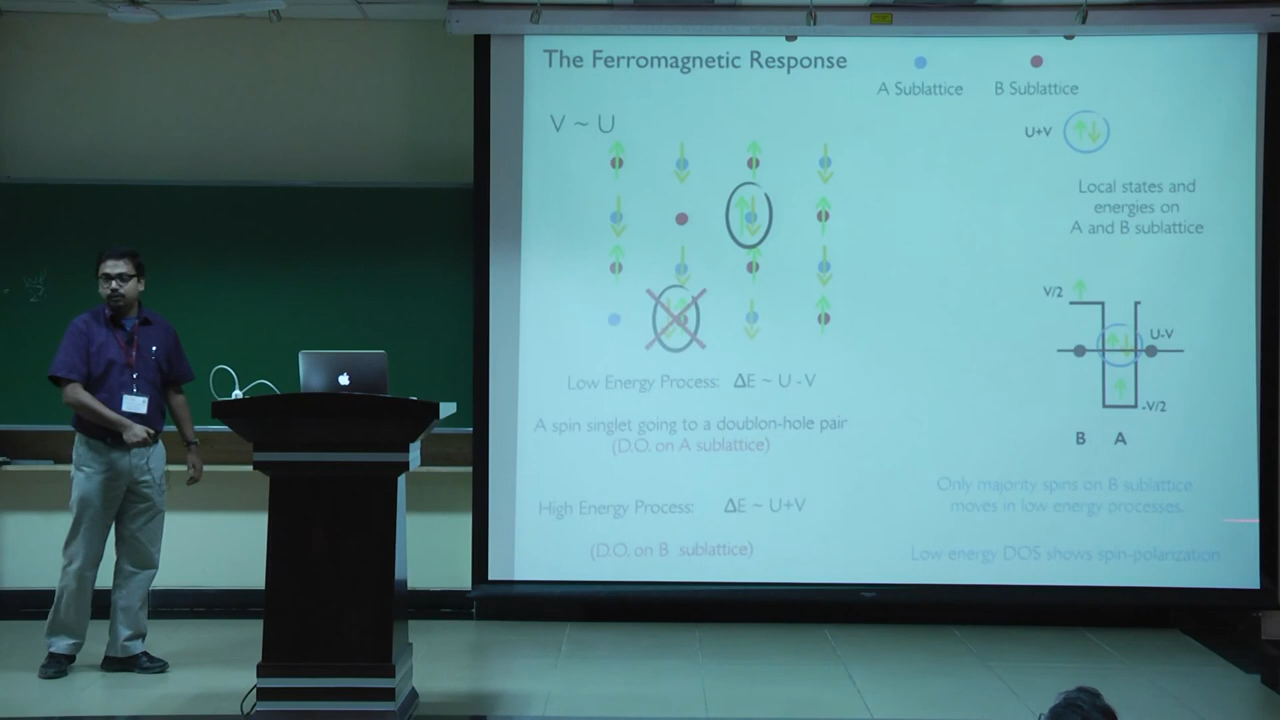 The Ferromagnetic Response
A Sublattice
B Sublattice
V ~ U
U+V
Local states and
energies on
A and B sublattice
V/2
U-V
-V/2
B
A
Low Energy Process: ΔE ~ U - V
A spin singlet going to a doublon-hole pair
(D.O. on A sublattice)
High Energy Process: ΔE ~ U+V
(D.O. on B sublattice)
Only majority spins on B sublattice
moves in low energy processes.
Low energy DOS shows spin-polarization